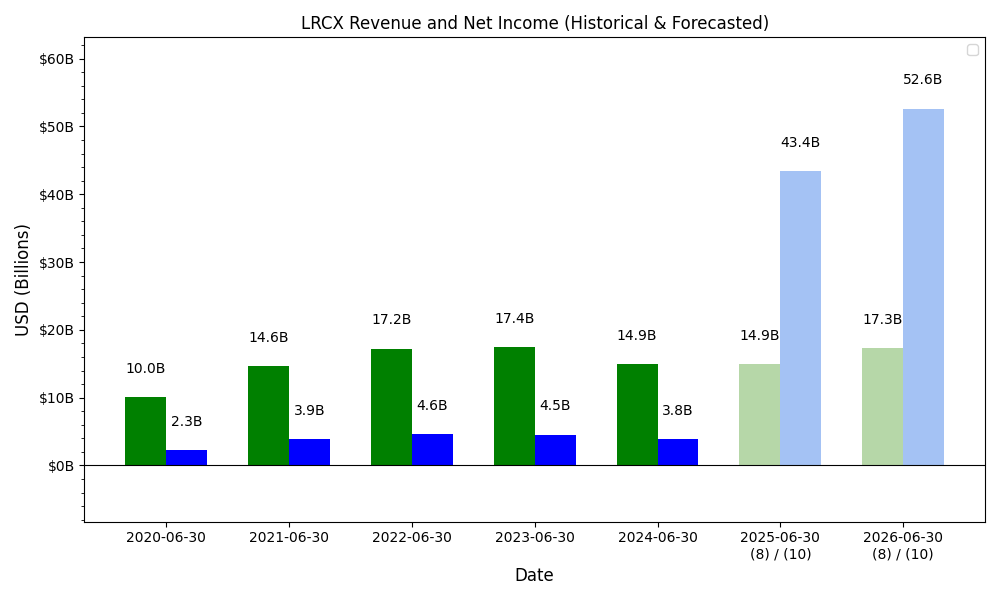 LRCX Revenue and Net Income (Historical & Forecasted)
$60B
$50B
$40B
$30B
$20B
$10B
$0B
USD (Billions)
10.0B
2.3B
14.6B
3.9B
17.2B
4.6B
17.4B
4.5B
14.9B
3.8B
14.9B
43.4B
17.3B
52.6B
2020-06-30
2021-06-30
2022-06-30
2023-06-30
2024-06-30
2025-06-30
(8) / (10)
2026-06-30
(8) / (10)
Date